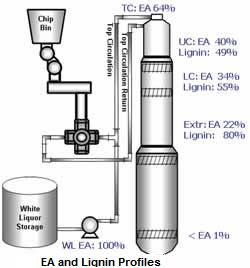 TC: EA 64%
Chip
Bin
Top Circulation
Top Circulation Return
UC: EA 40%
Lignin: 49%
LC: EA 34%
Lignin: 55%
Extr: EA 22%
Lignin: 80%
White
Liquor
Storage
WL EA: 100%
< EA 1%
EA and Lignin Profiles